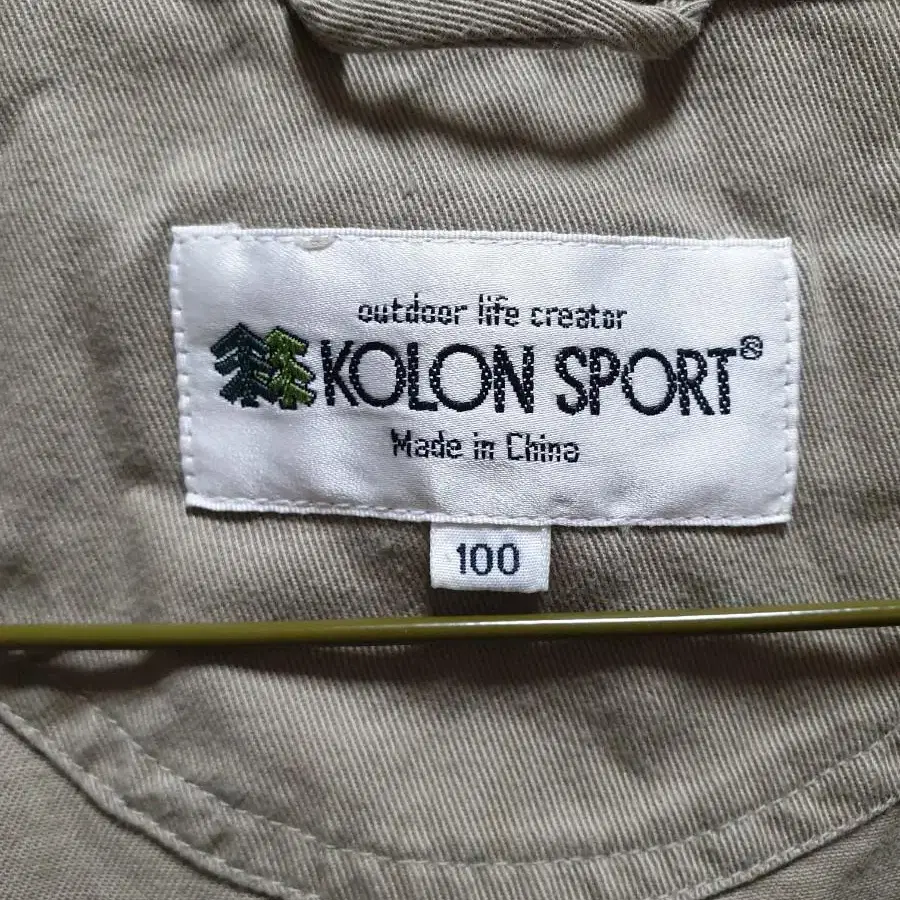 outdoor life creator
KOLON SPORT®
Made in China
100